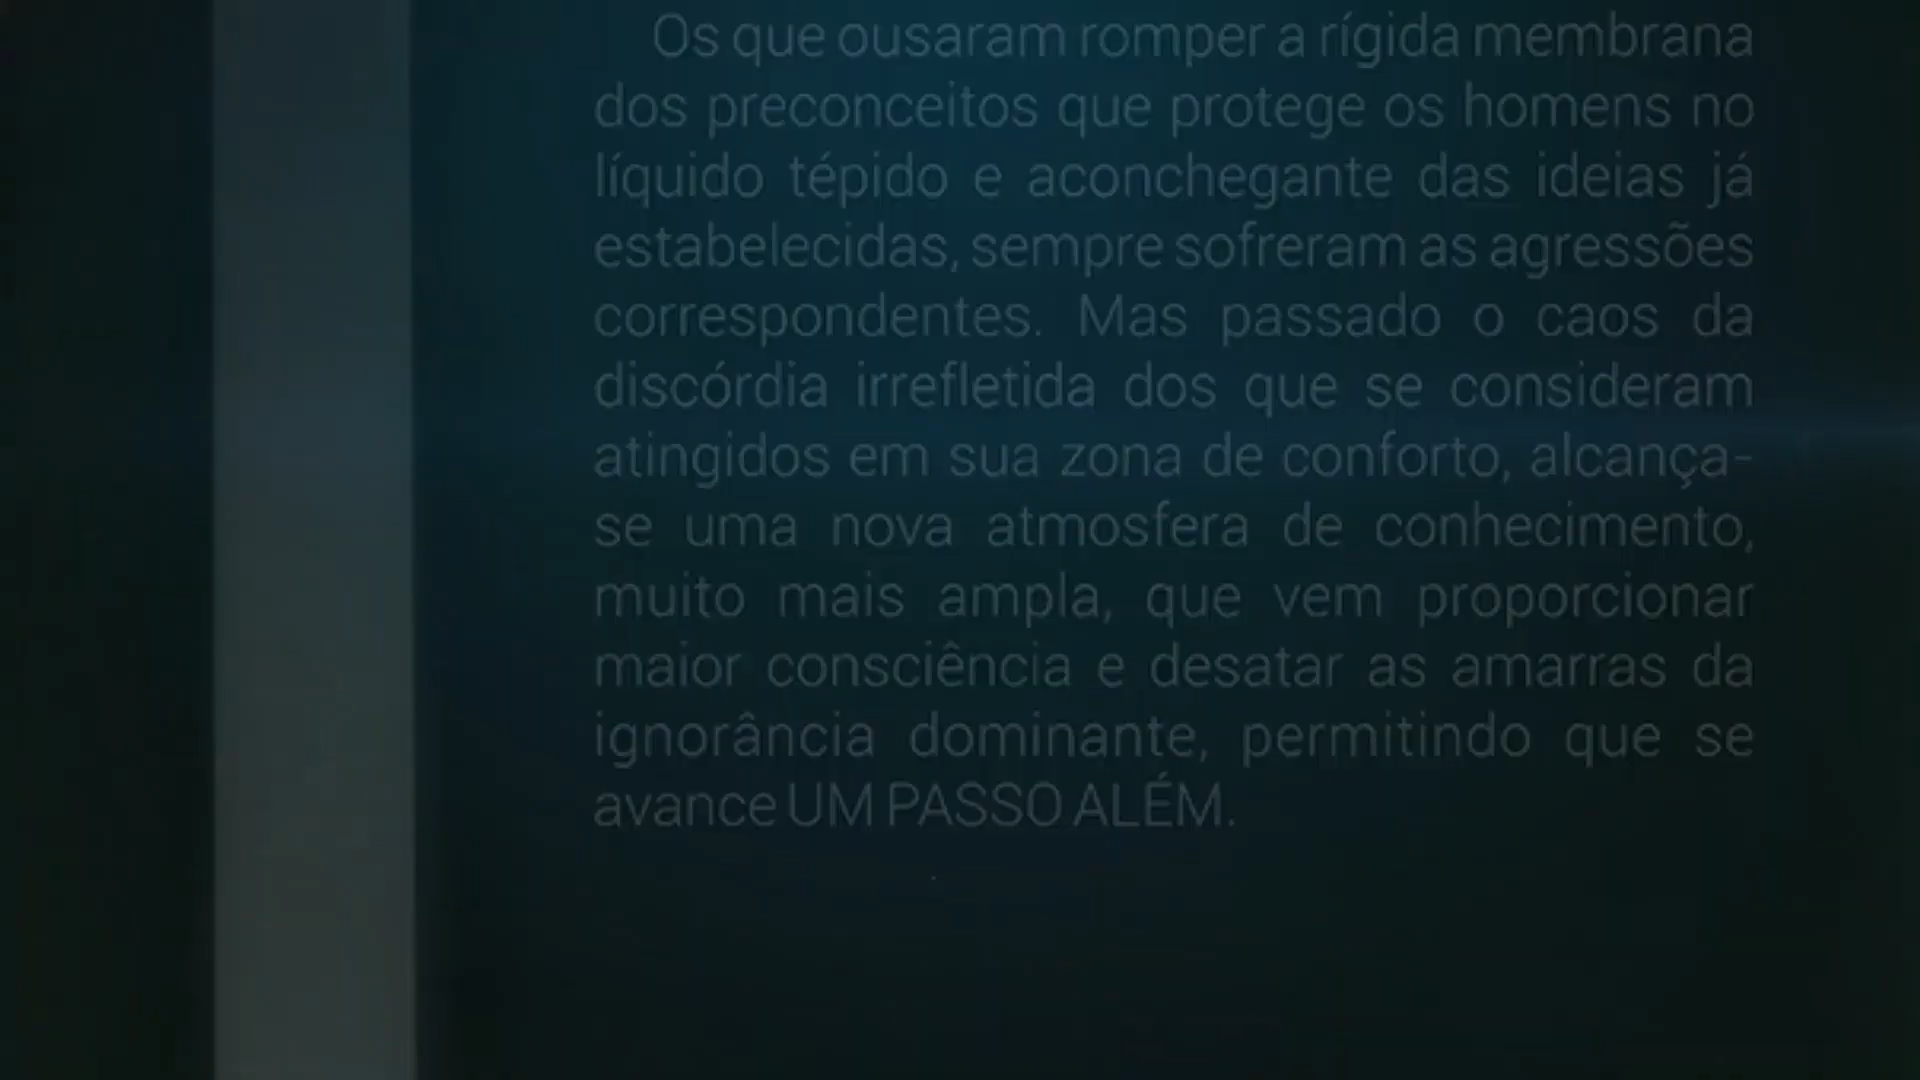 Os que ousaram romper a rígida membrana
dos preconceitos que protege os homens no
líquido tépido e aconchegante das ideias já
estabelecidas, sempre sofreram as agressões
correspondentes. Mas passado o caos da
discórdia irrefletida dos que se consideram
atingidos em sua zona de conforto, alcança-
se uma nova atmosfera de conhecimento,
muito mais ampla, que vem proporcionar
maior consciência e desatar as amarras da
ignorância dominante, permitindo que se
avance UM PASSO ALÉM.